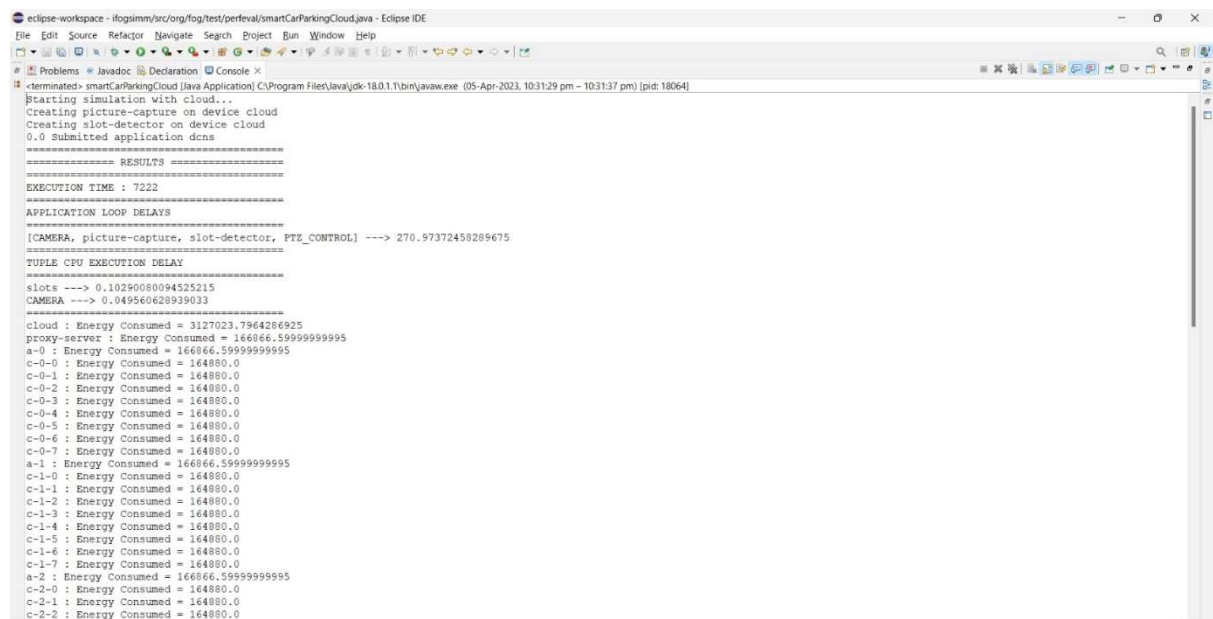 eclipse-workspace - ifogsimm/src/org/fog/test/perfeval/smartCarParkingCloud.java - Eclipse IDE
File Edit Source Refactor Navigate Search Project Run Window Help
Problems Javadoc Declaration Console
<terminated> smartCarParkingCloud [Java Application] C:\Program Files\Java\jdk-18.0.1.1\bin\javaw.exe (05-Apr-2023, 10:31:29 pm – 10:31:37 pm) [pid: 18064]
Starting simulation with cloud...
Creating picture-capture on device cloud
Creating slot-detector on device cloud
0.0 Submitted application dcns
=========================================
============== RESULTS ==================
=========================================
EXECUTION TIME : 7222
=========================================
APPLICATION LOOP DELAYS
=========================================
[CAMERA, picture-capture, slot-detector, PTZ_CONTROL] ---> 270.97372458289675
=========================================
TUPLE CPU EXECUTION DELAY
=========================================
slots ---> 0.10290080094525215
CAMERA ---> 0.049560628939033
=========================================
cloud : Energy Consumed = 3127023.7964286925
proxy-server : Energy Consumed = 166866.59999999995
a-0 : Energy Consumed = 166866.59999999995
c-0-0 : Energy Consumed = 164880.0
c-0-1 : Energy Consumed = 164880.0
c-0-2 : Energy Consumed = 164880.0
c-0-3 : Energy Consumed = 164880.0
c-0-4 : Energy Consumed = 164880.0
c-0-5 : Energy Consumed = 164880.0
c-0-6 : Energy Consumed = 164880.0
c-0-7 : Energy Consumed = 164880.0
a-1 : Energy Consumed = 166866.59999999995
c-1-0 : Energy Consumed = 164880.0
c-1-1 : Energy Consumed = 164880.0
c-1-2 : Energy Consumed = 164880.0
c-1-3 : Energy Consumed = 164880.0
c-1-4 : Energy Consumed = 164880.0
c-1-5 : Energy Consumed = 164880.0
c-1-6 : Energy Consumed = 164880.0
c-1-7 : Energy Consumed = 164880.0
a-2 : Energy Consumed = 166866.59999999995
c-2-0 : Energy Consumed = 164880.0
c-2-1 : Energy Consumed = 164880.0
c-2-2 : Energy Consumed = 164880.0